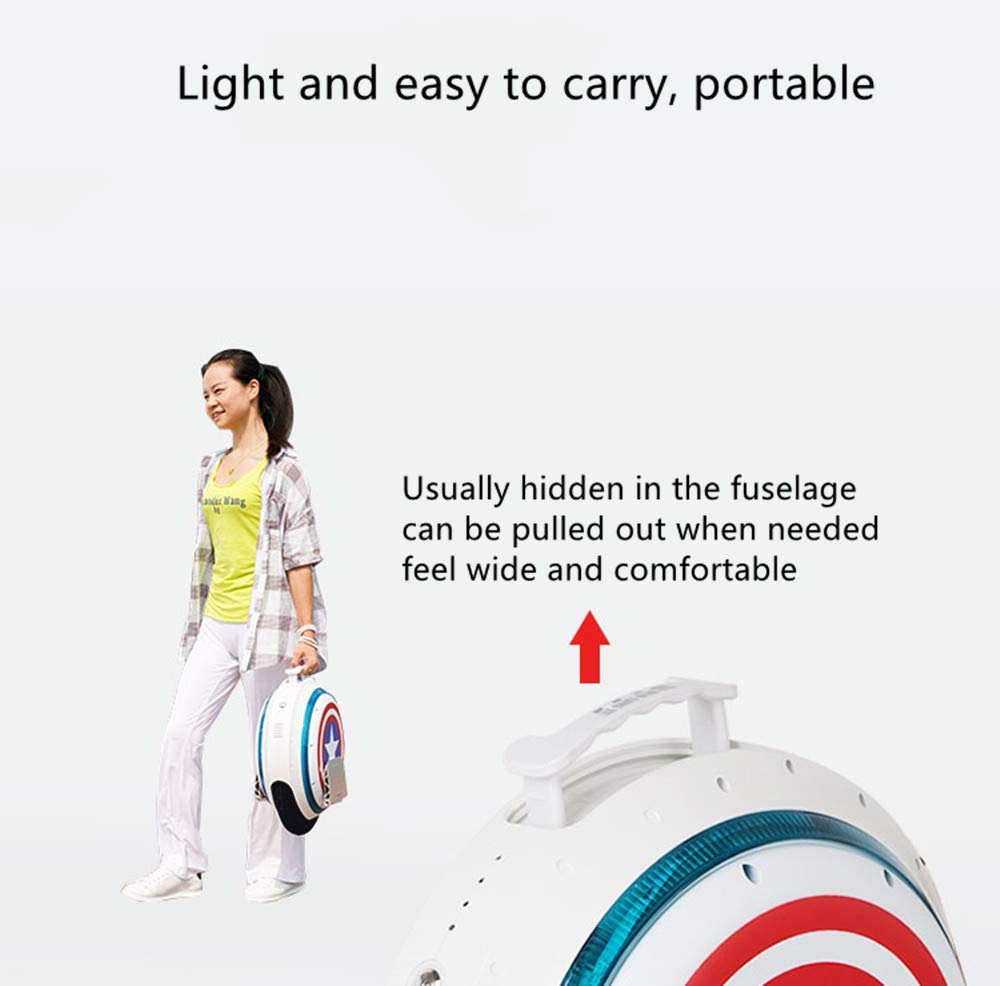 Light and easy to carry, portable
Usually hidden in the fuselage
can be pulled out when needed
feel wide and comfortable
Wang